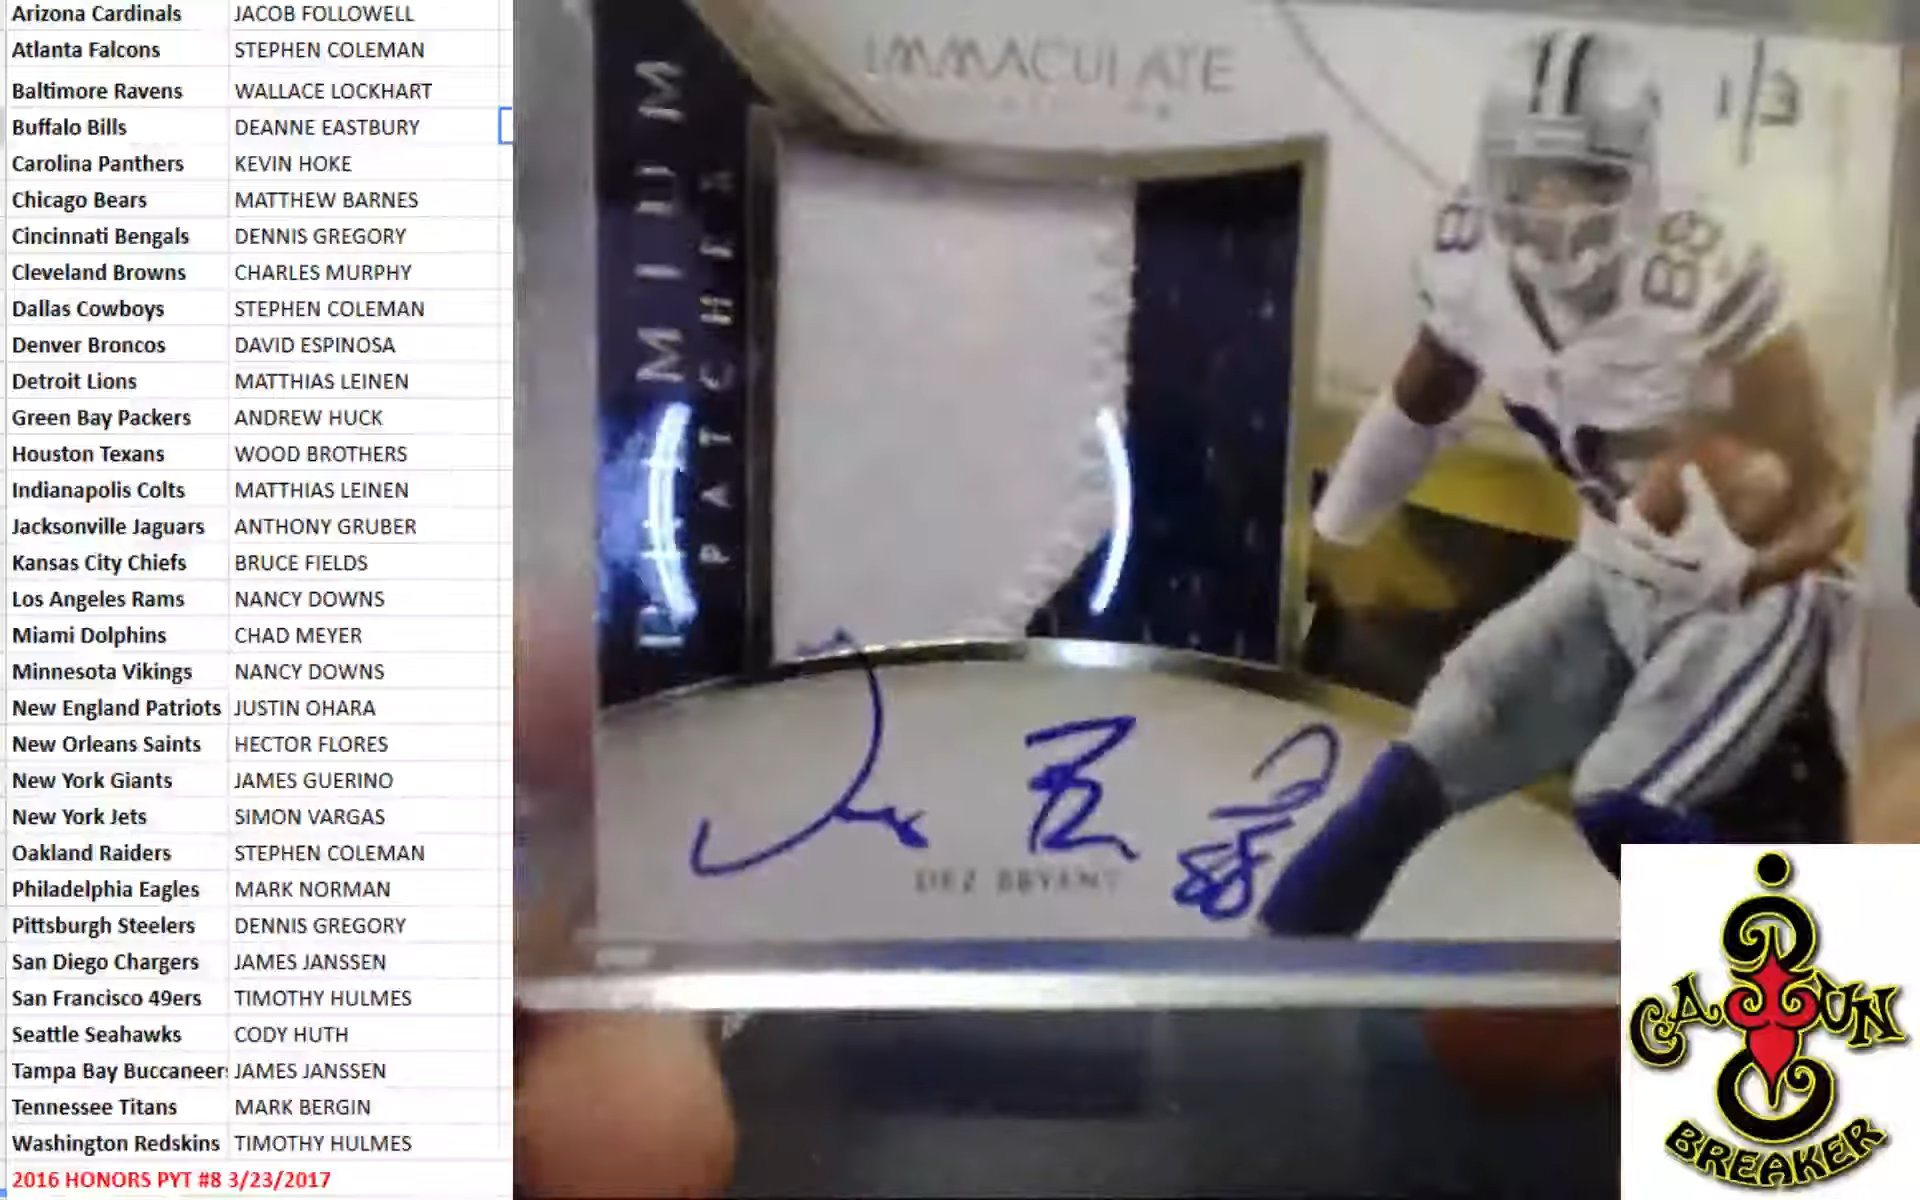 Arizona Cardinals JACOB FOLLOWELL
Atlanta Falcons STEPHEN COLEMAN
Baltimore Ravens WALLACE LOCKHART
Buffalo Bills DEANNE EASTBURY
Carolina Panthers KEVIN HOKE
Chicago Bears MATTHEW BARNES
Cincinnati Bengals DENNIS GREGORY
Cleveland Browns CHARLES MURPHY
Dallas Cowboys STEPHEN COLEMAN
Denver Broncos DAVID ESPINOSA
Detroit Lions MATTHIAS LEINEN
Green Bay Packers ANDREW HUCK
Houston Texans WOOD BROTHERS
Indianapolis Colts MATTHIAS LEINEN
Jacksonville Jaguars ANTHONY GRUBER
Kansas City Chiefs BRUCE FIELDS
Los Angeles Rams NANCY DOWNS
Miami Dolphins CHAD MEYER
Minnesota Vikings NANCY DOWNS
New England Patriots JUSTIN OHARA
New Orleans Saints HECTOR FLORES
New York Giants JAMES GUERINO
New York Jets SIMON VARGAS
Oakland Raiders STEPHEN COLEMAN
Philadelphia Eagles MARK NORMAN
Pittsburgh Steelers DENNIS GREGORY
San Diego Chargers JAMES JANSSEN
San Francisco 49ers TIMOTHY HULMES
Seattle Seahawks CODY HUTH
Tampa Bay Buccaneer JAMES JANSSEN
Tennessee Titans MARK BERGIN
Washington Redskins TIMOTHY HULMES
2016 HONORS PYT #8 3/23/2017
IMMACULATE
1/3
PREMIUM
PATCHES
8
88
DEZ BRYANT
88
CAJUN
BREAKER